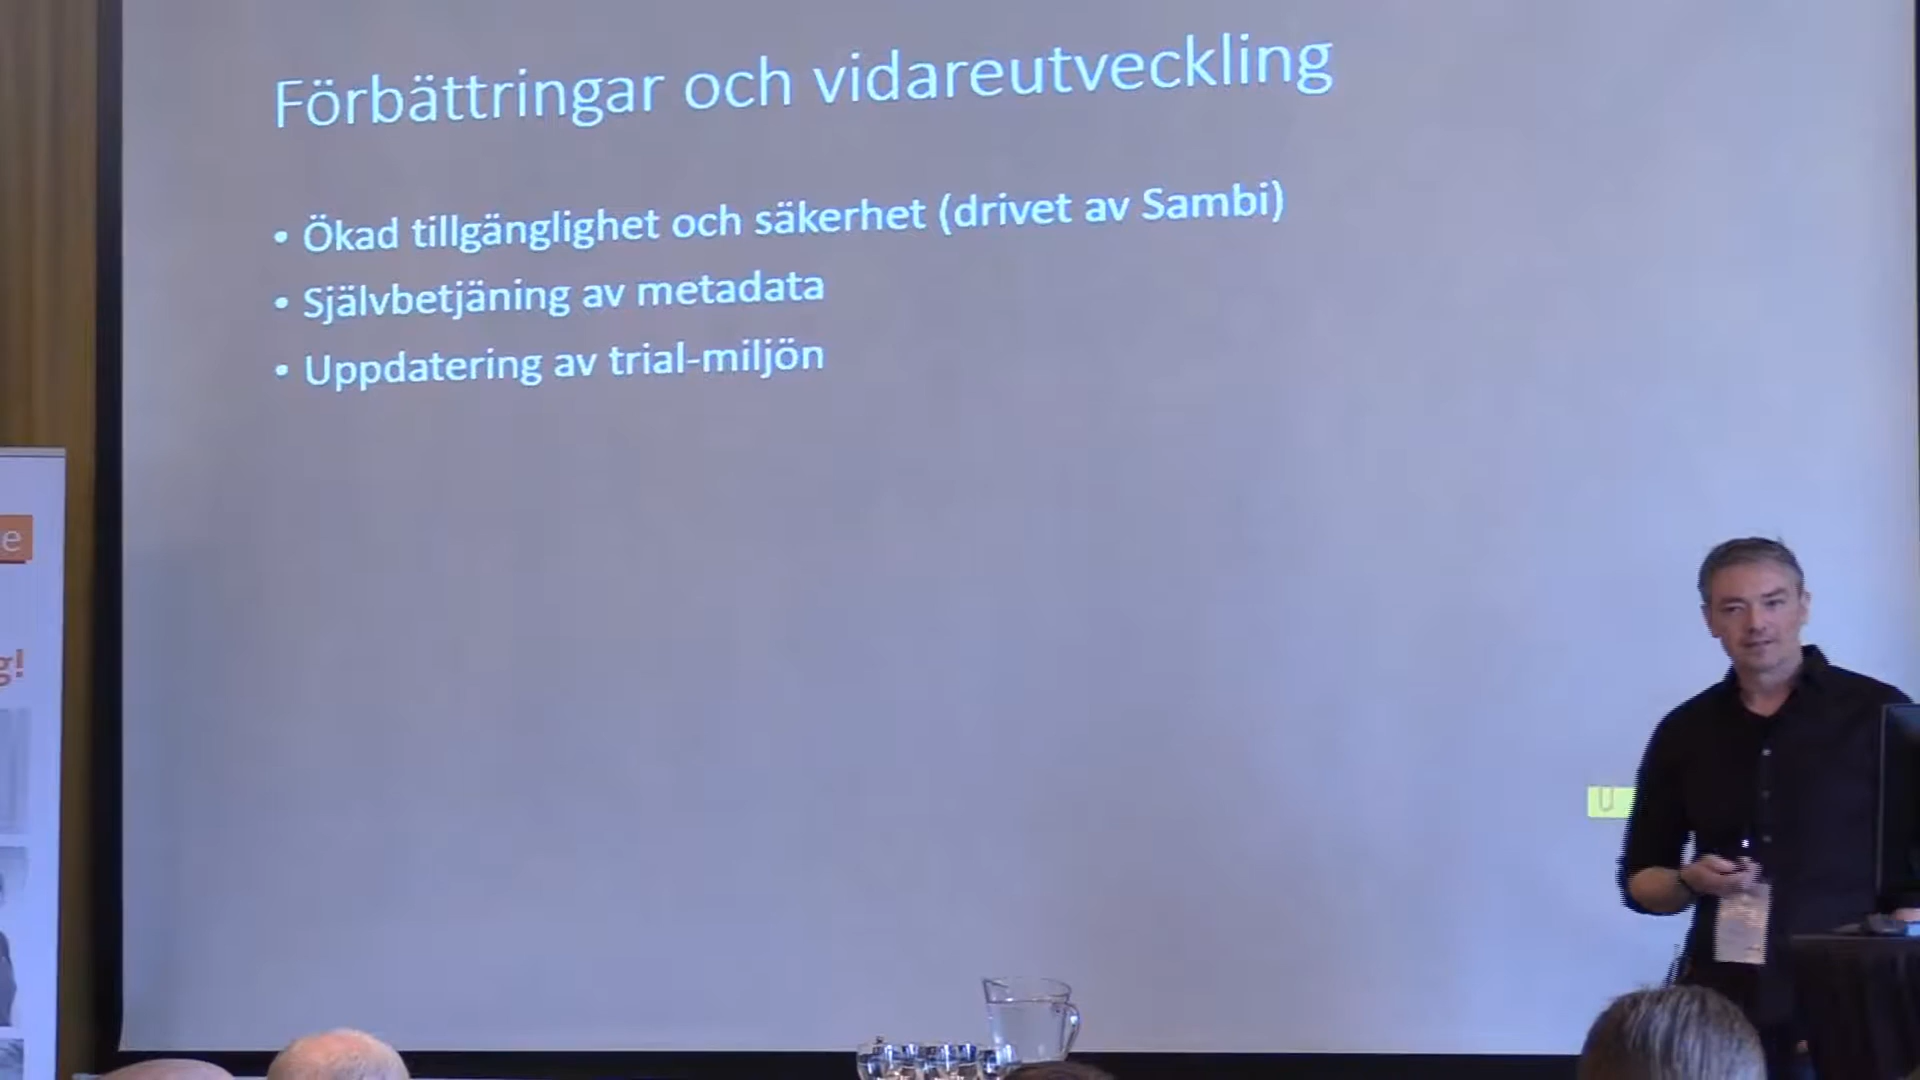 Förbättringar och vidareutveckling
• Ökad tillgänglighet och säkerhet (drivet av Sambi)
• Självbetjäning av metadata
• Uppdatering av trial-miljön
e
g!
U